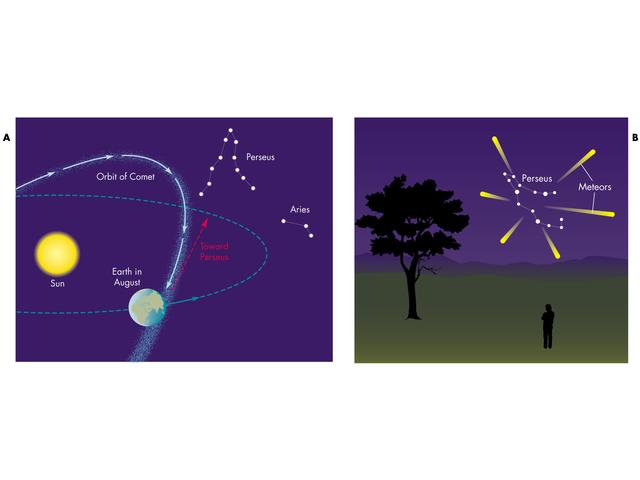 A
Perseus
Orbit of Comet
Aries
Toward
Perseus
Sun
Earth in
August
B
Perseus
Meteors